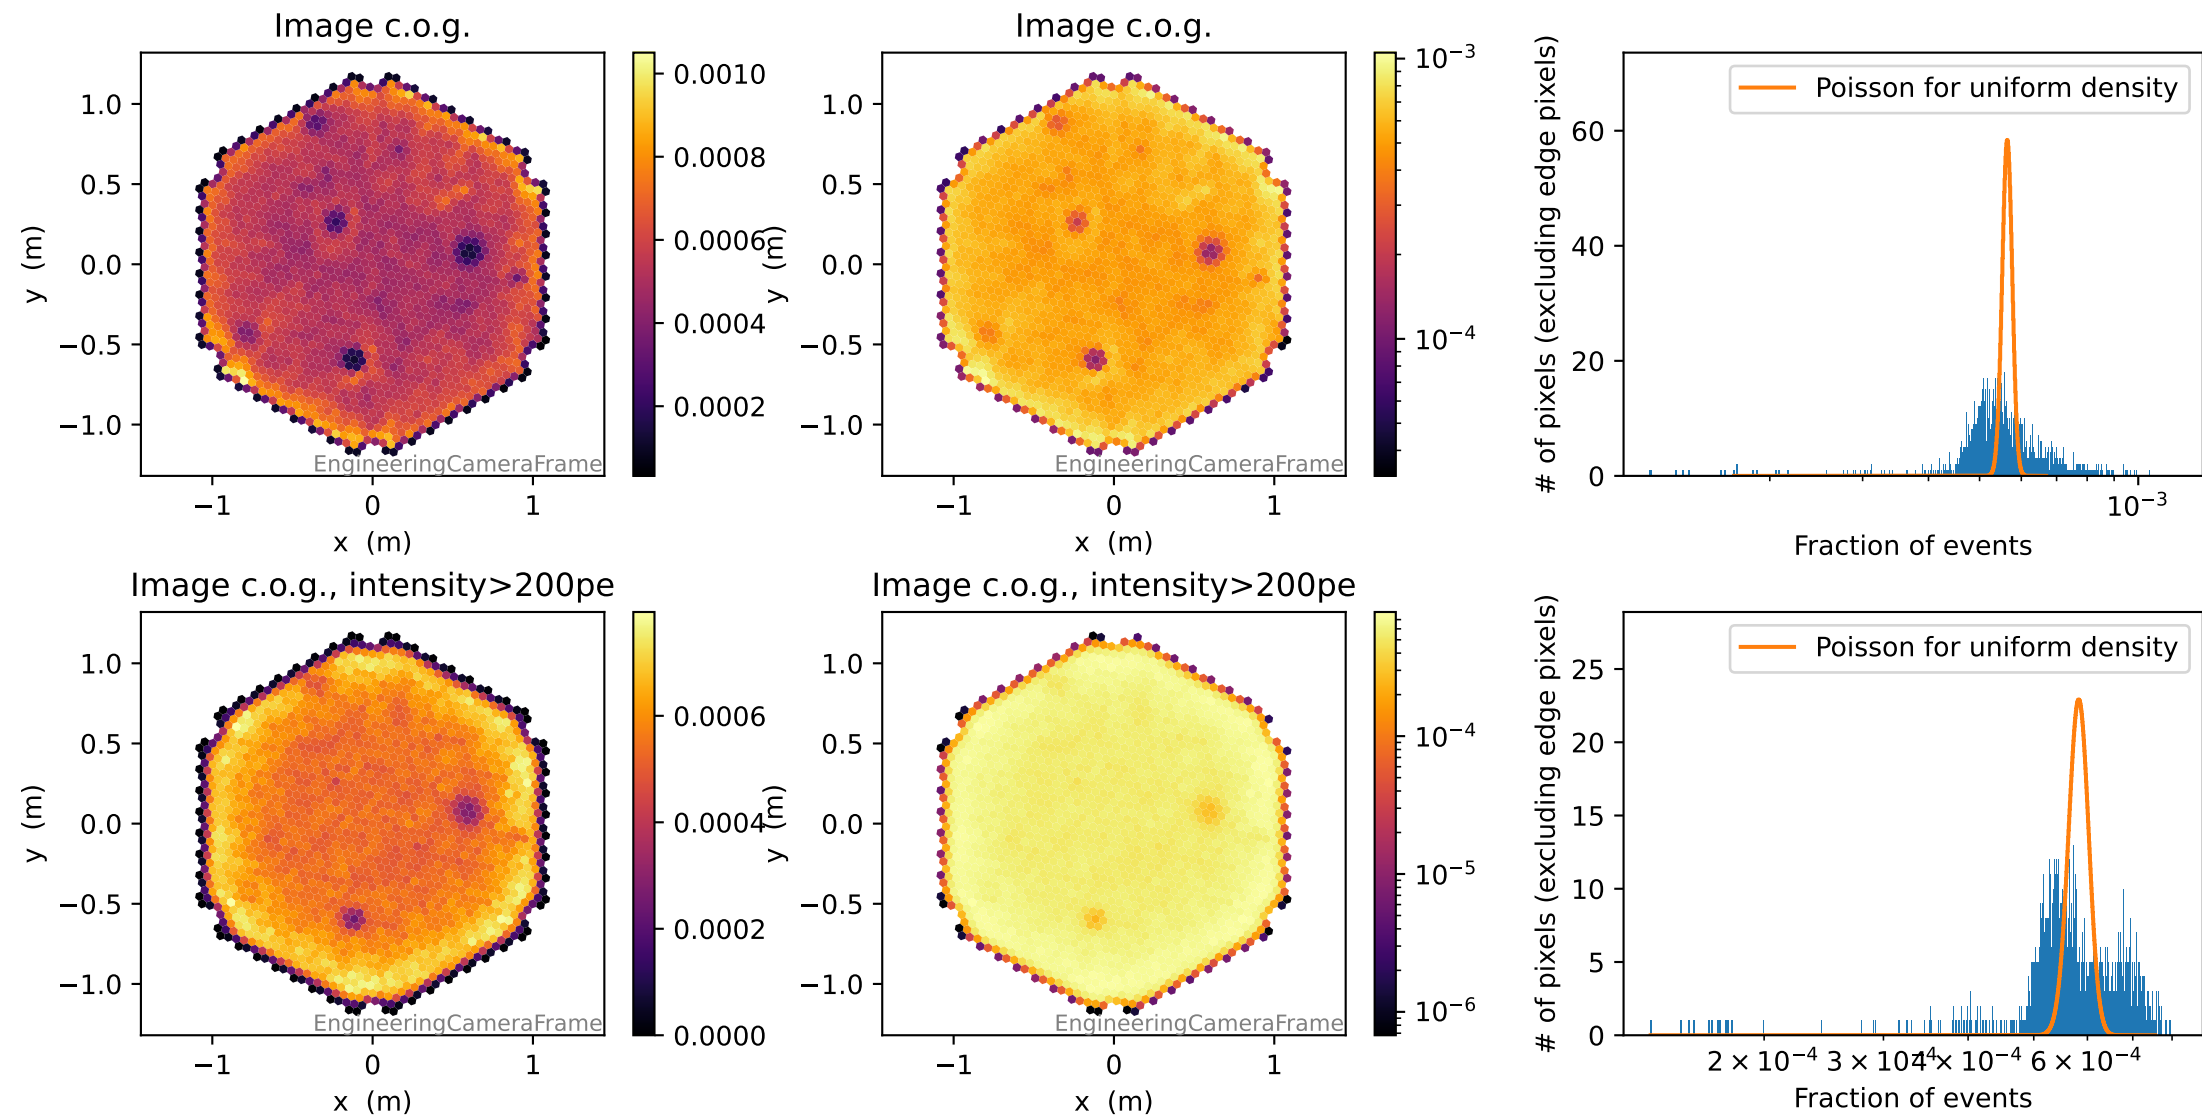 Image c.o.g.
y (m)
1.0
0.5
0.0
−0.5
−1.0
−1
0
1
x (m)
EngineeringCameraFrame
0.0010
0.0008
0.0006
0.0004
0.0002
Image c.o.g.
y (m)
1.0
0.5
0.0
−0.5
−1.0
−1
0
1
x (m)
EngineeringCameraFrame
10⁻³
10⁻⁴
# of pixels (excluding edge pixels)
60
40
20
0
Poisson for uniform density
10⁻³
Fraction of events
Image c.o.g., intensity>200pe
y (m)
1.0
0.5
0.0
−0.5
−1.0
−1
0
1
x (m)
EngineeringCameraFrame
0.0006
0.0004
0.0002
0.0000
Image c.o.g., intensity>200pe
y (m)
1.0
0.5
0.0
−0.5
−1.0
−1
0
1
x (m)
EngineeringCameraFrame
10⁻⁴
10⁻⁵
10⁻⁶
# of pixels (excluding edge pixels)
25
20
15
10
5
0
Poisson for uniform density
2 × 10⁻⁴ 3 × 10⁻⁴ 4 × 10⁻⁴ 6 × 10⁻⁴
Fraction of events